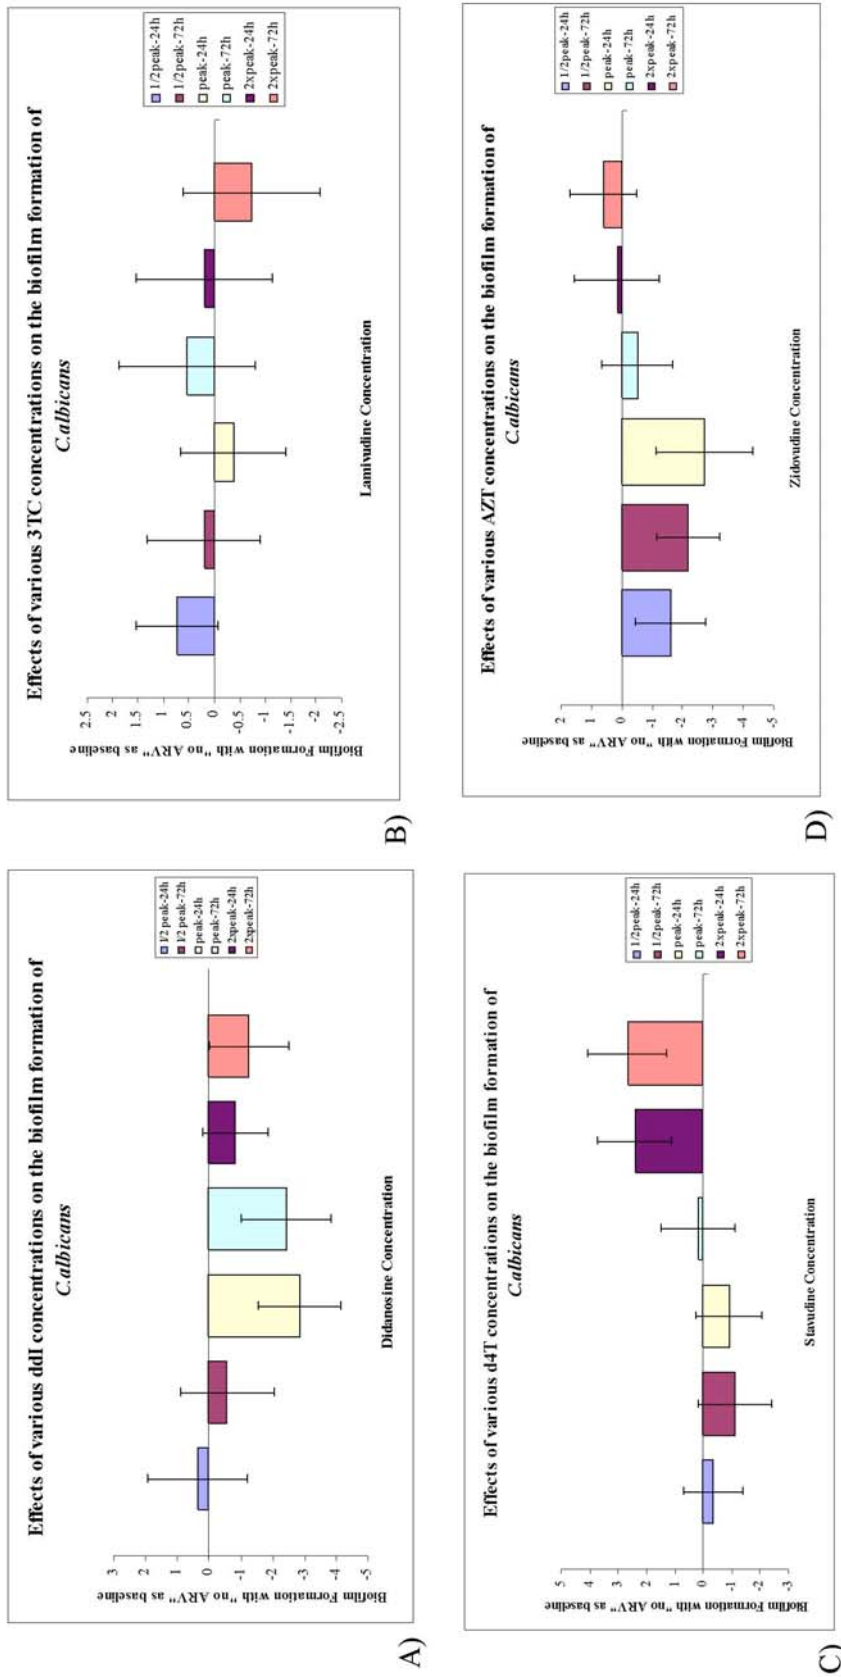 A)
Effects of various ddI concentrations on the biofilm formation of
C.albicans
Biofilm Formation with "no ARV" as baseline
3
2
1
0
-1
-2
-3
-4
-5
Didanosine Concentration
1/2 peak-24h
1/2 peak-72h
peak-24h
peak-72h
2xpeak-24h
2xpeak-72h
B)
Effects of various 3TC concentrations on the biofilm formation of
C.albicans
Biofilm Formation with "no ARV" as baseline
2.5
2
1.5
1
0.5
0
-0.5
-1
-1.5
-2
-2.5
Lamivudine Concentration
1/2peak-24h
1/2peak-72h
peak-24h
peak-72h
2xpeak-24h
2xpeak-72h
C)
Effects of various d4T concentrations on the biofilm formation of
C.albicans
Biofilm Formation with "no ARV" as baseline
5
4
3
2
1
0
-1
-2
-3
Stavudine Concentration
1/2peak-24h
1/2peak-72h
peak-24h
peak-72h
2xpeak-24h
2xpeak-72h
D)
Effects of various AZT concentrations on the biofilm formation of
C.albicans
Biofilm Formation with "no ARV" as baseline
2
1
0
-1
-2
-3
-4
-5
Zidovudine Concentration
1/2peak-24h
1/2peak-72h
peak-24h
peak-72h
2xpeak-24h
2xpeak-72h